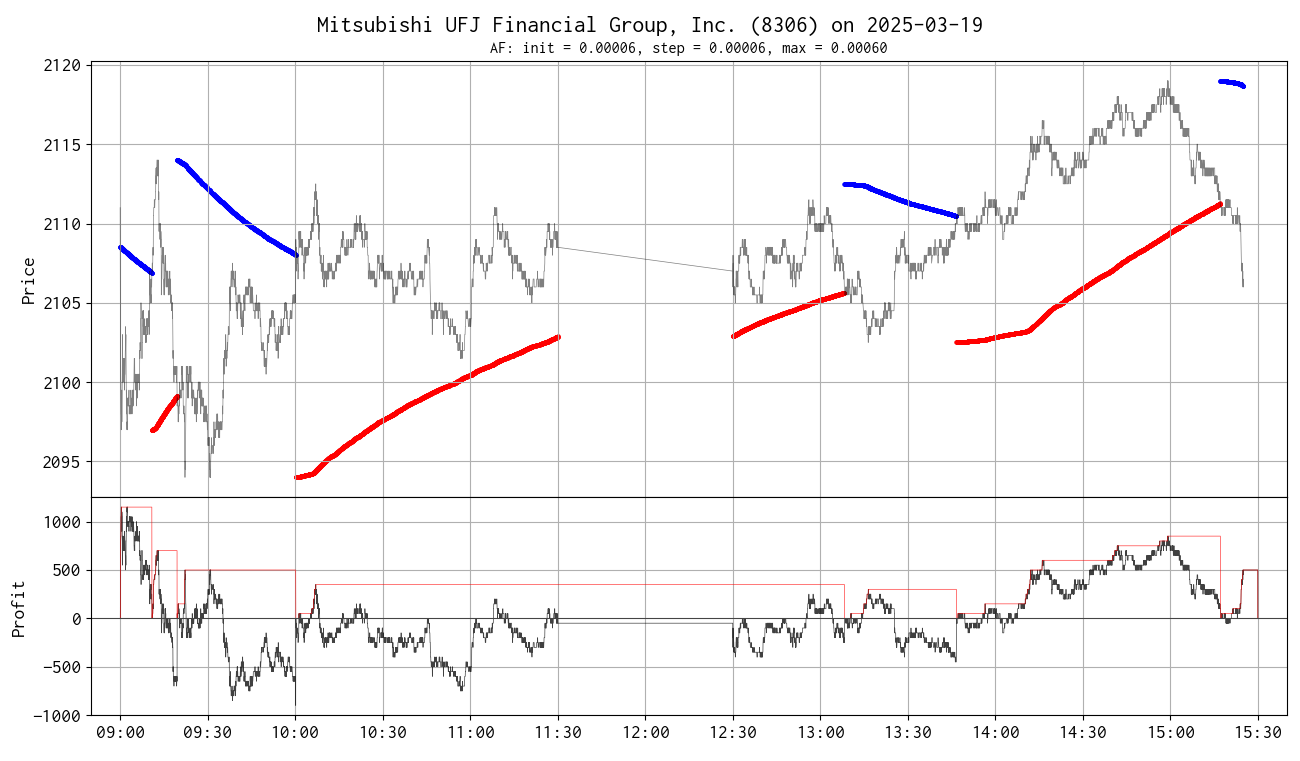 Mitsubishi UFJ Financial Group, Inc. (8306) on 2025-03-19
AF: init = 0.00006, step = 0.00006, max = 0.00060
2120
2115
2110
2105
2100
2095
Price
1000
500
0
−500
−1000
Profit
09:00 09:30 10:00 10:30 11:00 11:30 12:00 12:30 13:00 13:30 14:00 14:30 15:00 15:30